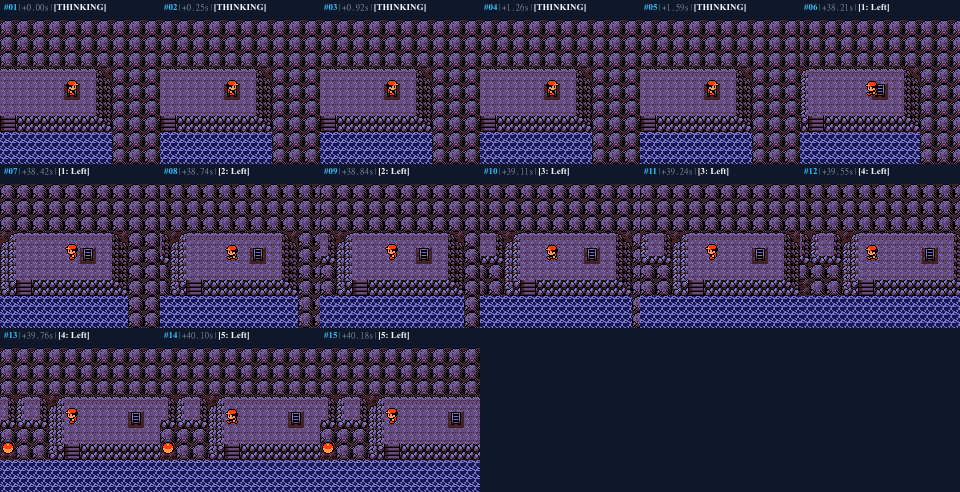 #01|+0.00s|[THINKING]
#02|+0.25s|[THINKING]
#03|+0.92s|[THINKING]
#04|+1.26s|[THINKING]
#05|+1.59s|[THINKING]
#06|+38.21s|[1: Left]
#07|+38.42s|[1: Left]
#08|+38.74s|[2: Left]
#09|+38.84s|[2: Left]
#10|+39.11s|[3: Left]
#11|+39.24s|[3: Left]
#12|+39.55s|[4: Left]
#13|+39.76s|[4: Left]
#14|+40.10s|[5: Left]
#15|+40.18s|[5: Left]